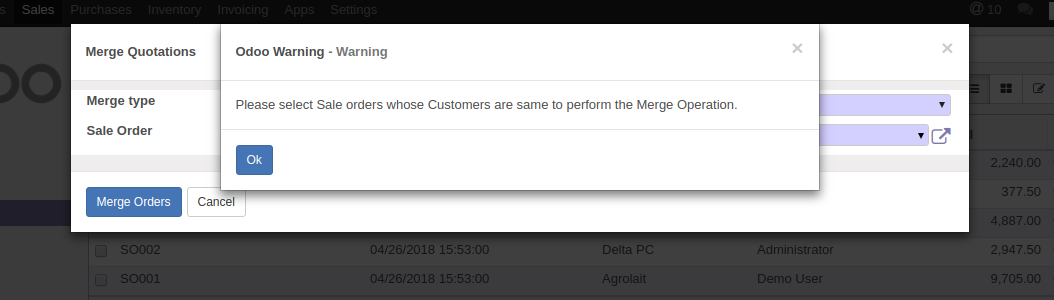 Sales Purchases Inventory Invoicing Apps Settings @ 10
Merge Quotations
Odoo Warning - Warning
×
×
Merge type
Please select Sale orders whose Customers are same to perform the Merge Operation.
Sale Order
Ok
2,240.00
377.50
Merge Orders Cancel
4,887.00
SO002 04/26/2018 15:53:00 Delta PC Administrator 2,947.50
SO001 04/26/2018 15:53:00 Agrolait Demo User 9,705.00